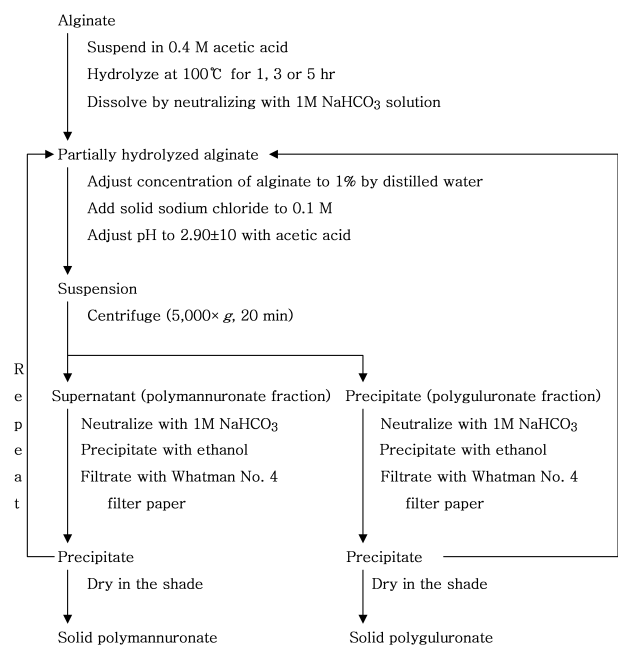 Alginate
Suspend in 0.4 M acetic acid
Hydrolyze at 100℃ for 1, 3 or 5 hr
Dissolve by neutralizing with 1M NaHCO3 solution
Partially hydrolyzed alginate
Adjust concentration of alginate to 1% by distilled water
Add solid sodium chloride to 0.1 M
Adjust pH to 2.90±10 with acetic acid
Suspension
Centrifuge (5,000× g, 20 min)
Repeat
Supernatant (polymannuronate fraction) Precipitate (polyguluronate fraction)
Neutralize with 1M NaHCO3 Neutralize with 1M NaHCO3
Precipitate with ethanol Precipitate with ethanol
Filtrate with Whatman No. 4 Filtrate with Whatman No. 4
filter paper filter paper
Precipitate Precipitate
Dry in the shade Dry in the shade
Solid polymannuronate Solid polyguluronate